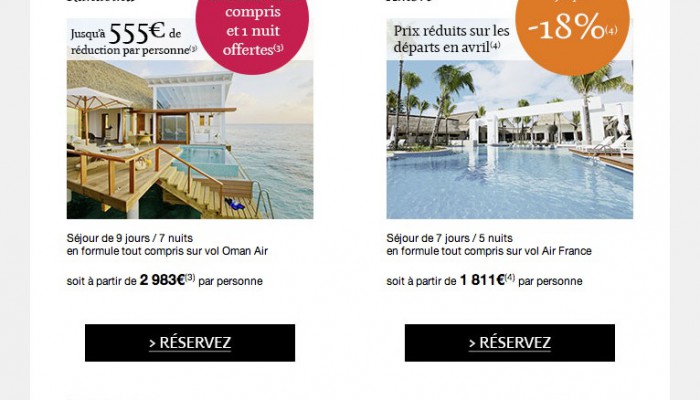 Jusqu'à 555€ de
réduction par personne(3)
compris
et 1 nuit
offertes(3)
Séjour de 9 jours / 7 nuits
en formule tout compris sur vol Oman Air
soit à partir de 2 983€(3) par personne
> RÉSERVEZ
Prix réduits sur les
départs en avril(4)
-18%(4)
Séjour de 7 jours / 5 nuits
en formule tout compris sur vol Air France
soit à partir de 1 811€(4) par personne
> RÉSERVEZ